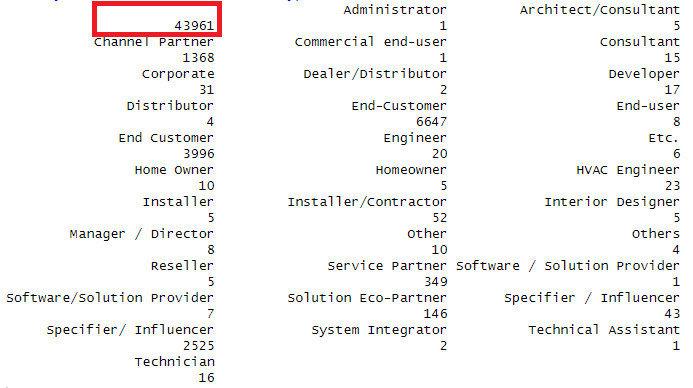 Administrator Architect/Consultant
43961 1 5
Channel Partner Commercial end-user Consultant
1368 1 15
Corporate Dealer/Distributor Developer
31 2 17
Distributor End-Customer End-user
4 6647 8
End Customer Engineer Etc.
3996 20 6
Home Owner Homeowner HVAC Engineer
10 5 23
Installer Installer/Contractor Interior Designer
5 52 5
Manager / Director Other Others
8 10 4
Reseller Service Partner Software / Solution Provider
5 349 1
Software/Solution Provider Solution Eco-Partner Specifier / Influencer
7 146 43
Specifier/ Influencer System Integrator Technical Assistant
2525 2 1
Technician
16